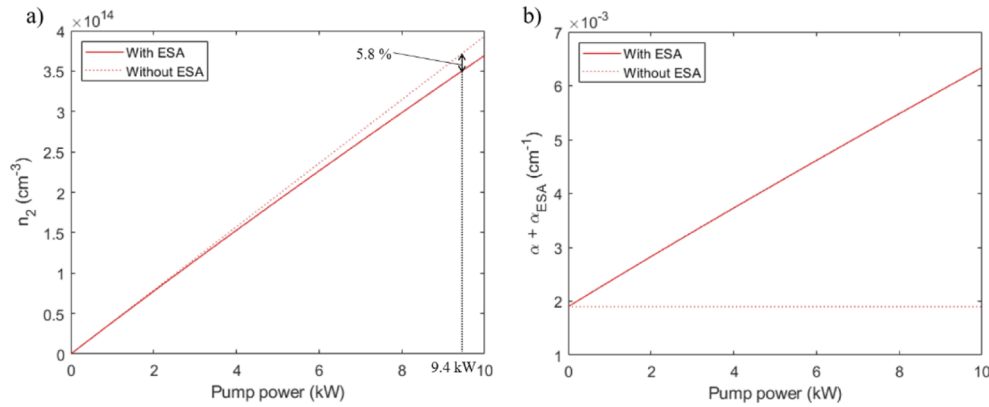 a)
×10¹⁴
4
3.5
3
2.5
2
1.5
1
0.5
0
n₂ (cm⁻³)
With ESA
Without ESA
5.8 %
0
2
4
6
8
10
9.4 kW
Pump power (kW)
b)
×10⁻³
7
6
5
4
3
2
1
α + α_ESA (cm⁻¹)
With ESA
Without ESA
0
2
4
6
8
10
Pump power (kW)